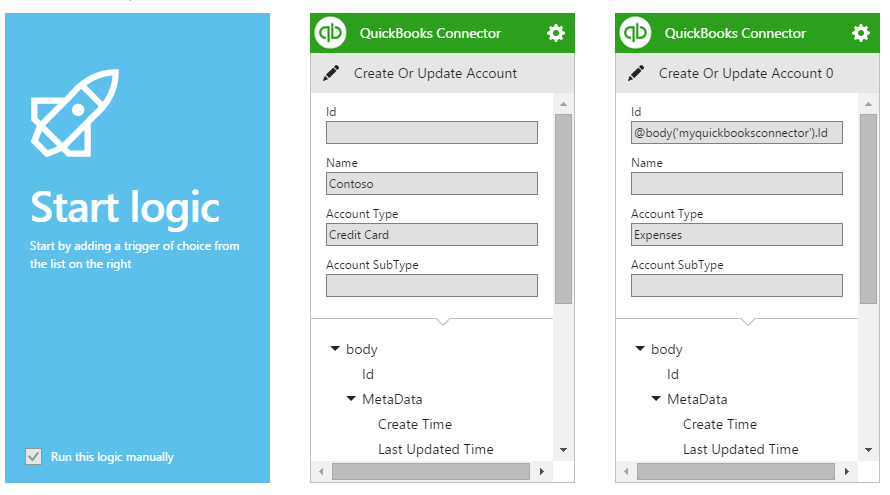 Start logic
Start by adding a trigger of choice from
the list on the right
Run this logic manually
qb
QuickBooks Connector
Create Or Update Account
Id
Name
Contoso
Account Type
Credit Card
Account SubType
body
Id
MetaData
Create Time
Last Updated Time
qb
QuickBooks Connector
Create Or Update Account 0
Id
@body('myquickbooksconnector').Id
Name
Account Type
Expenses
Account SubType
body
Id
MetaData
Create Time
Last Updated Time